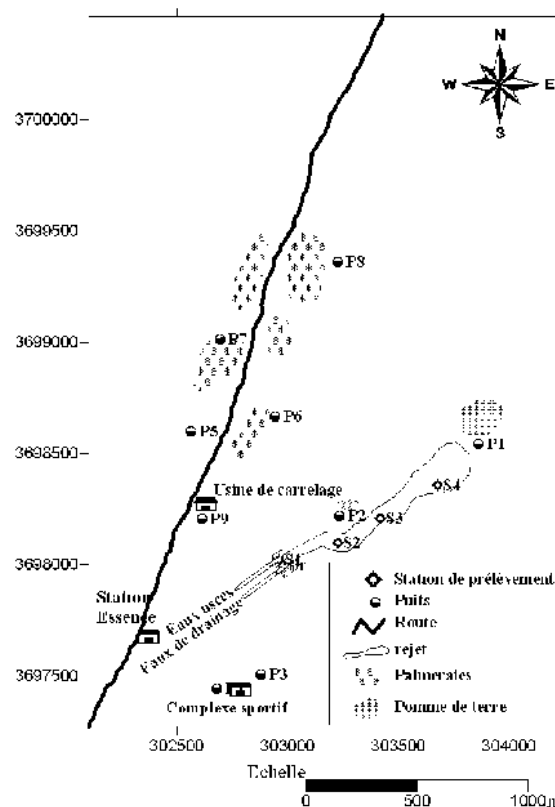 N
W E
S
3700000
3699500
P8
3699000
P7
P6
P5
3698500
P1
Usine de carrelage
S4
P2
S3
P9
S2
3698000
S1
Station
Essence
Eaux usées
Eaux de drainage
Station de prélèvement
Puits
Route
rejet
Palmeraies
Pomme de terre
3697500
P3
Complexe sportif
302500 303000 303500 304000
Echelle
0 500 1000